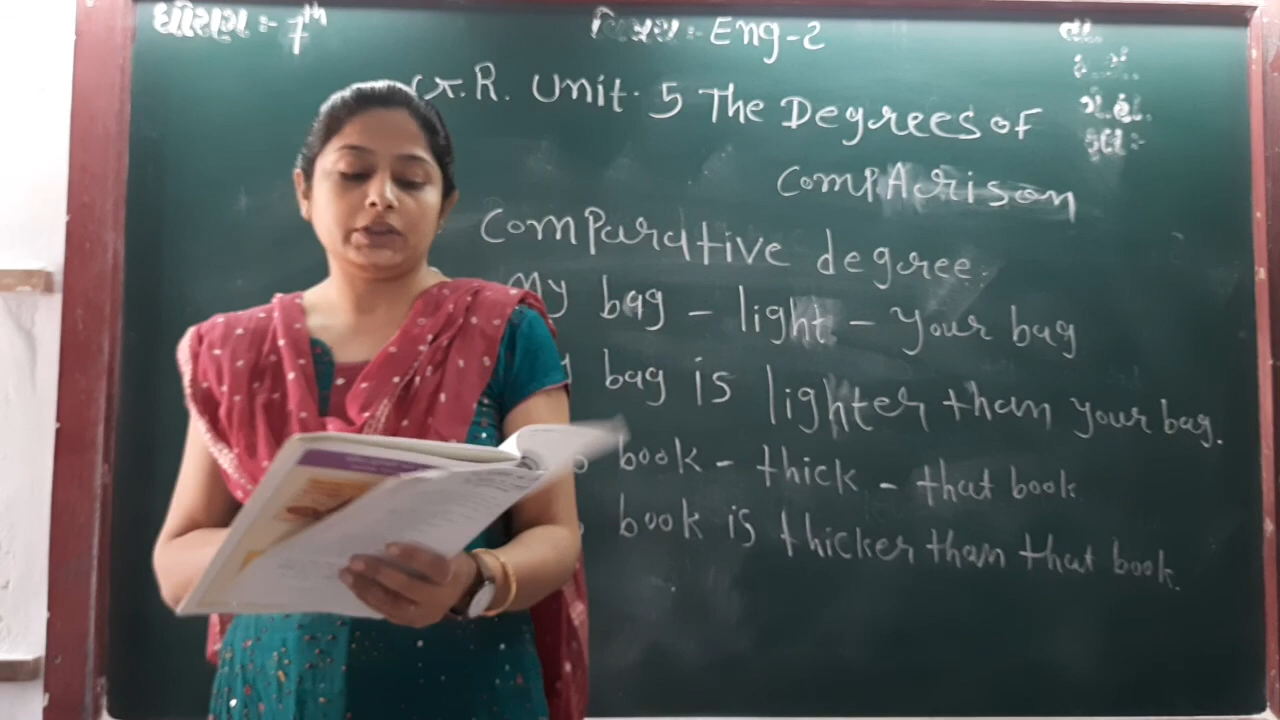 ધોરણ :- 7th
વિષય :- Eng-2
તા.
Gr.R. Unit. 5 The Degrees of
Comparison
Comparative degree.
My bag - light - your bag
bag is lighter than your bag.
book - thick - that book
book is thicker than that book.